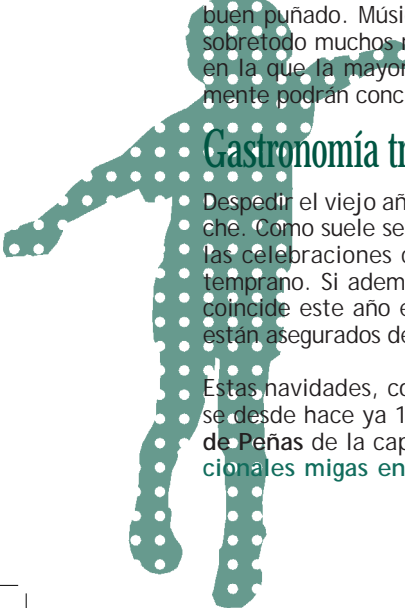 buen puñado. Músi
sobretodo muchos
en la que la mayor
mente podrán conc
Gastronomía tr
Despedir el viejo añ
che. Como suele se
las celebraciones
temprano. Si adem
coincide este año e
están asegurados de
Estas navidades, co
se desde hace ya 1
de Peñas de la cap
cionales migas en